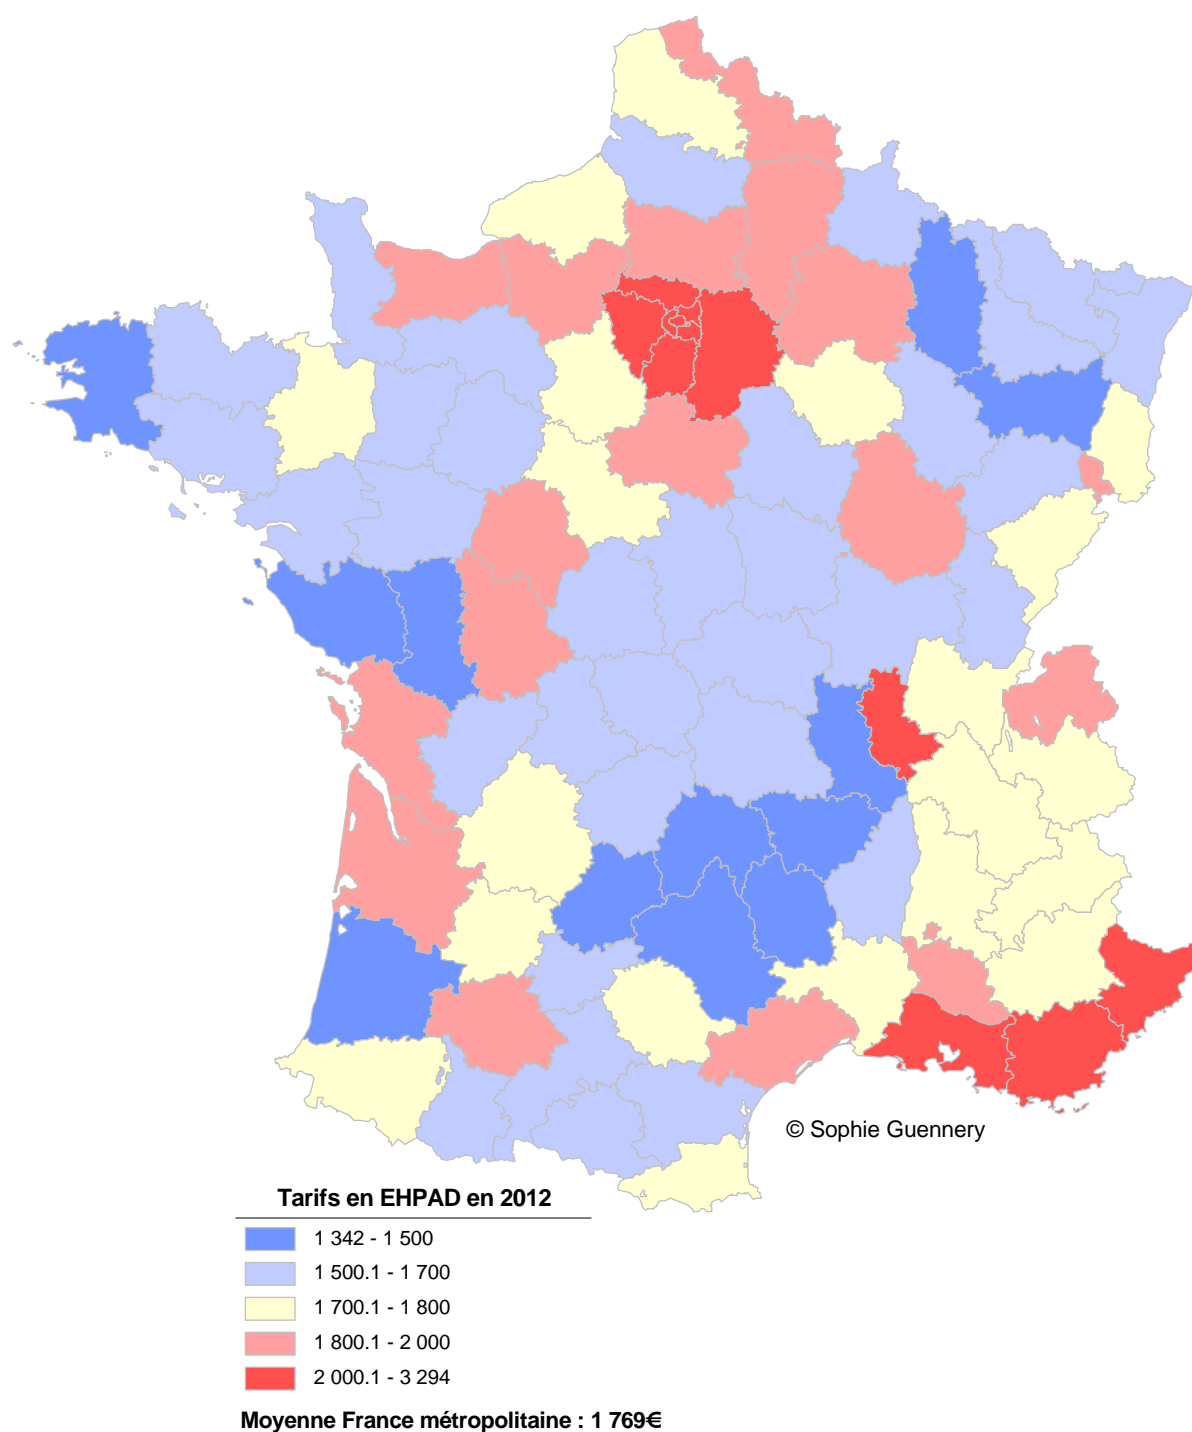 © Sophie Guennery
Tarifs en EHPAD en 2012
1 342 - 1 500
1 500.1 - 1 700
1 700.1 - 1 800
1 800.1 - 2 000
2 000.1 - 3 294
Moyenne France métropolitaine : 1 769€